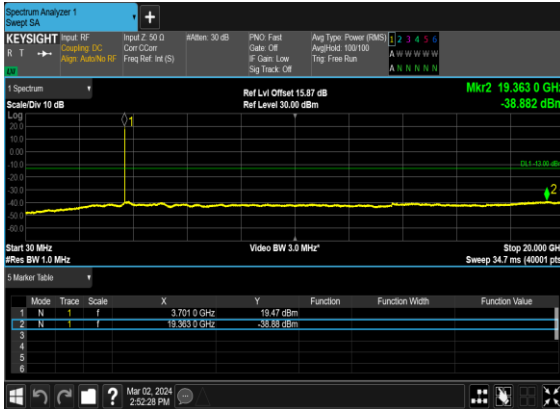 Spectrum Analyzer 1
Swept SA
KEYSIGHT Input: RF Input Z: 50 Ω #Atten: 30 dB PNO: Fast Avg Type: Power (RMS) 1 2 3 4 5 6
R T Coupling: DC Corr CCorr Gate: Off Avg|Hold: 100/100 A W W W W W
Align: Auto/No RF Freq Ref: Int (S) IF Gain: Low Trig: Free Run
Sig Track: Off A N N N N N
1 Spectrum Ref Lvl Offset 15.87 dB Mkr2 19.363 0 GHz
Scale/Div 10 dB Ref Level 30.00 dBm -38.882 dBm
Log
20.0 1
10.0
0.00
-10.0 DL1 -13.00 dBm
-20.0
-30.0 2
-40.0
-50.0
-60.0
Start 30 MHz Video BW 3.0 MHz* Stop 20.000 GHz
#Res BW 1.0 MHz Sweep 34.7 ms (40001 pts)
5 Marker Table
Mode Trace Scale X Y Function Function Width Function Value
1 N 1 f 3.701 0 GHz 19.47 dBm
2 N 1 f 19.363 0 GHz -38.88 dBm
3
4
5
6
Mar 02, 2024
2:52:28 PM